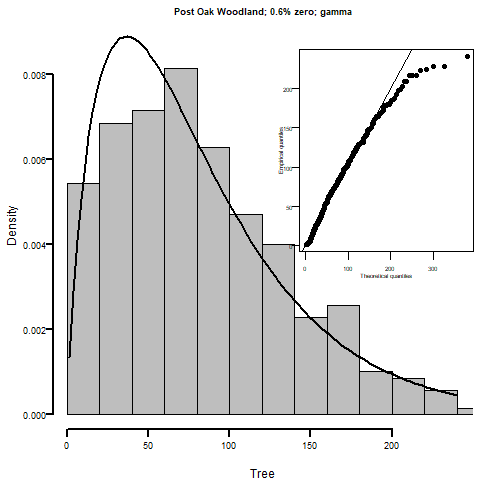 Post Oak Woodland; 0.6% zero; gamma
Density
0.008
0.006
0.004
0.002
0.000
0 50 100 150 200
Tree
Empirical quantiles
200
150
100
50
0
0 100 200 300
Theoretical quantiles